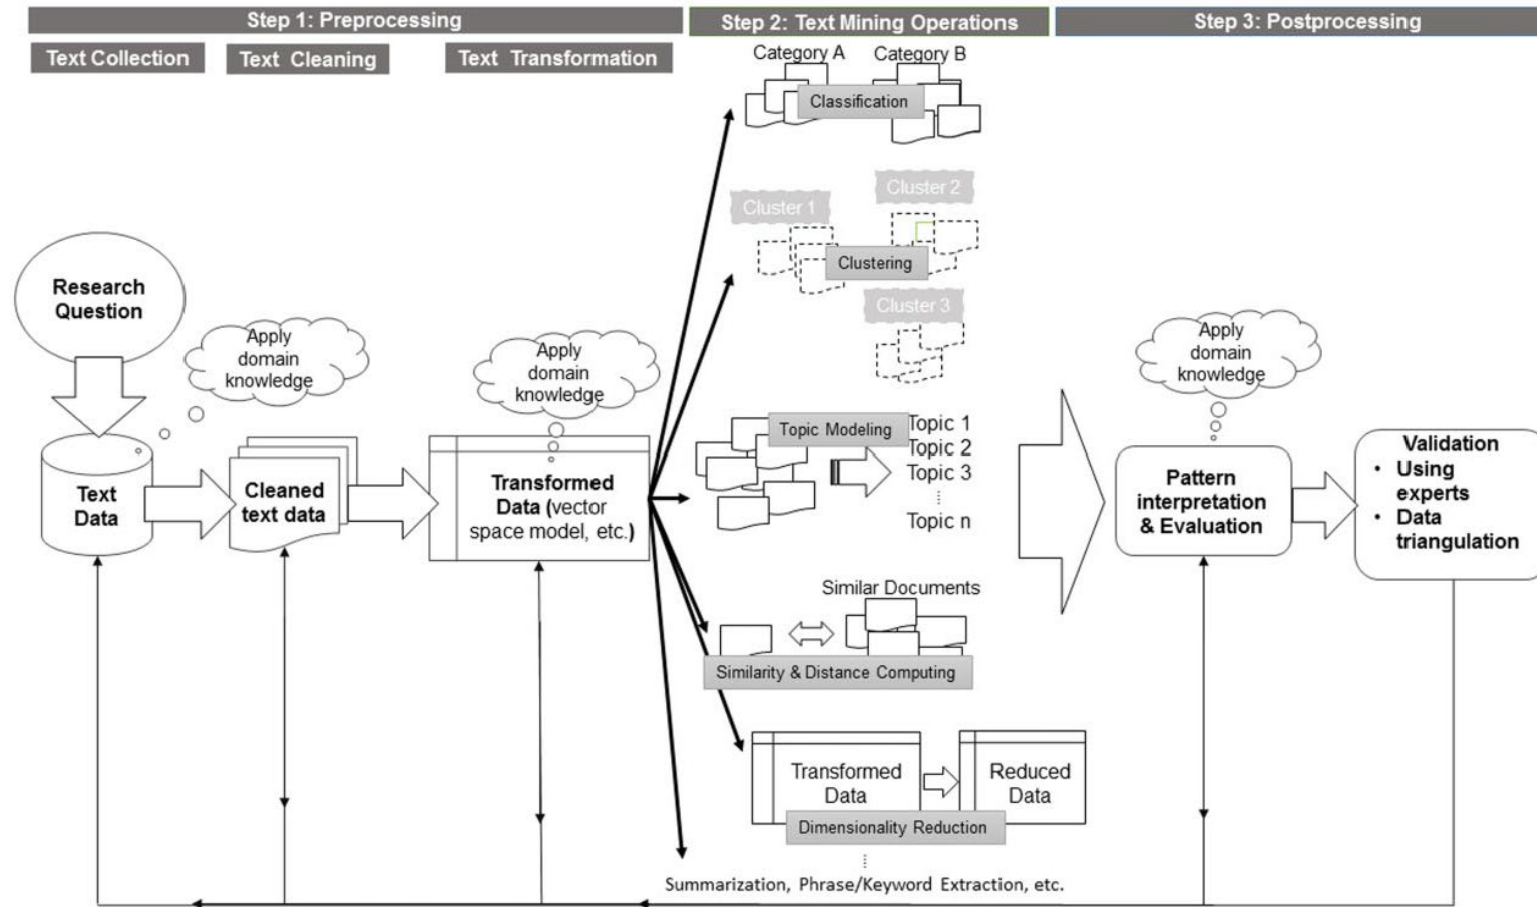 Step 1: Preprocessing
Step 2: Text Mining Operations
Step 3: Postprocessing
Text Collection
Text Cleaning
Text Transformation
Category A
Category B
Classification
Cluster 1
Cluster 2
Clustering
Cluster 3
Research
Question
Apply
domain
knowledge
Apply
domain
knowledge
Apply
domain
knowledge
Text
Data
Cleaned
text data
Transformed
Data (vector
space model, etc.)
Topic Modeling
Topic 1
Topic 2
Topic 3
Topic n
Similar Documents
Similarity & Distance Computing
Transformed
Data
Reduced
Data
Dimensionality Reduction
Summarization, Phrase/Keyword Extraction, etc.
Pattern
interpretation
& Evaluation
Validation
• Using
experts
• Data
triangulation